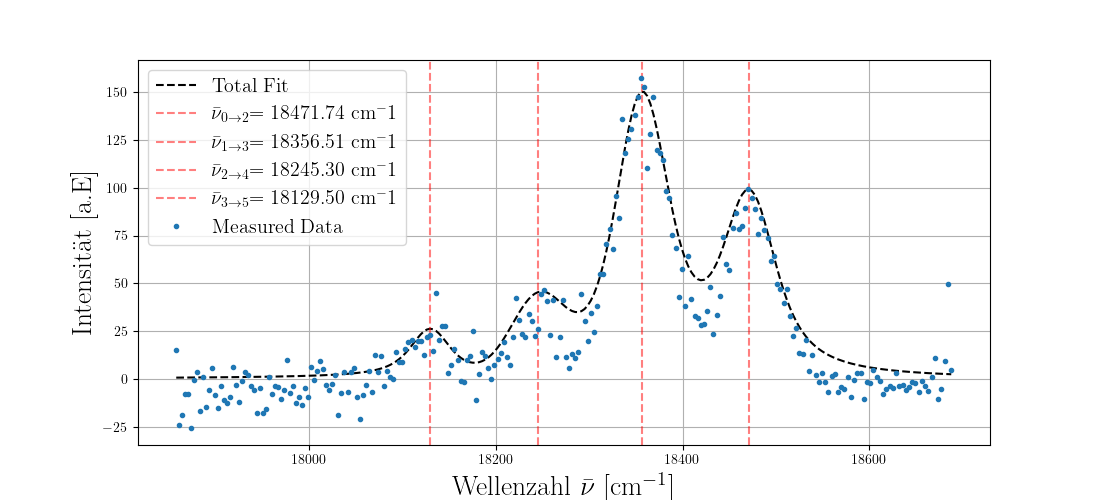 Total Fit
ν̄₀→₂= 18471.74 cm⁻1
ν̄₁→₃= 18356.51 cm⁻1
ν̄₂→₄= 18245.30 cm⁻1
ν̄₃→₅= 18129.50 cm⁻1
Measured Data
Intensität [a.E]
150
125
100
75
50
25
0
−25
18000 18200 18400 18600
Wellenzahl ν̄ [cm⁻¹]